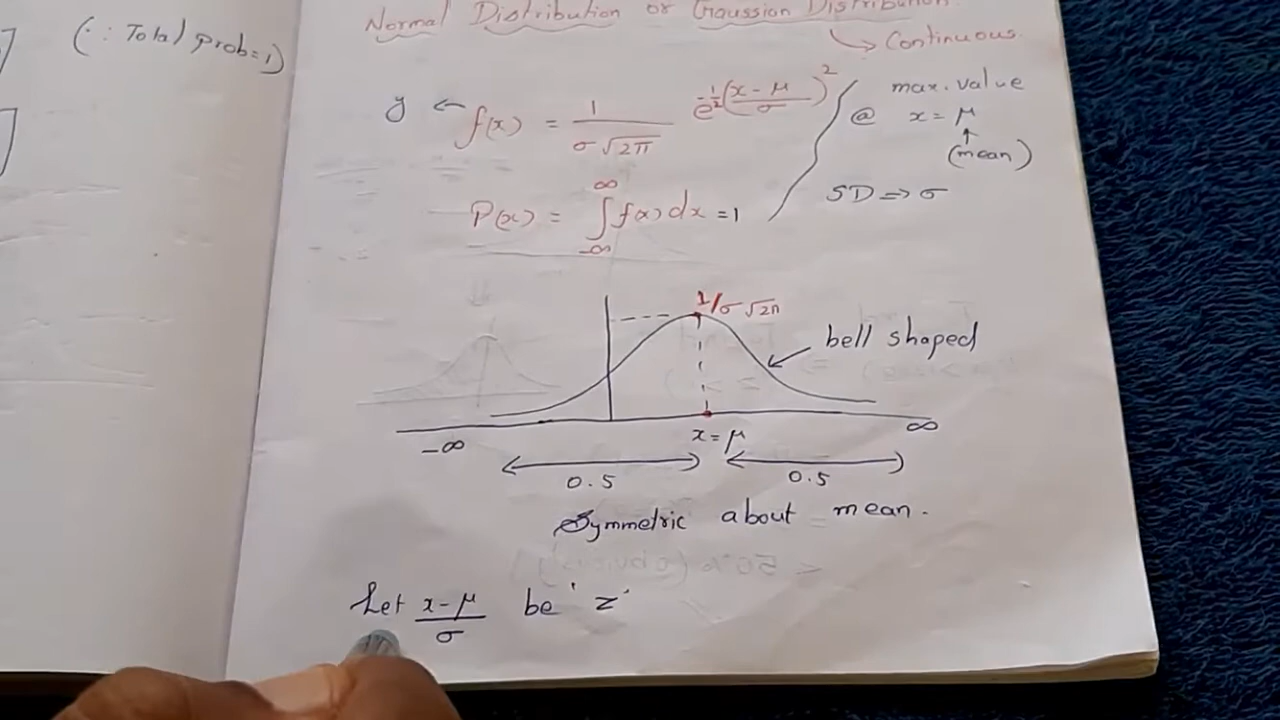 (∵ Total prob=1)
Normal Distribution or Gaussian Distribution
↳ Continuous
y ← f(x) = 1/(σ√2π) e^(-1/2((x-μ)/σ)^2)
max. value
@ x = μ
↑
(mean)
P(x) = ∫_{-∞}^{∞} f(x) dx = 1
SD => σ
1/σ√2π
bell shaped
-∞ x=μ ∞
0.5 0.5
Symmetric about mean.
Let (x-μ)/σ be 'z'